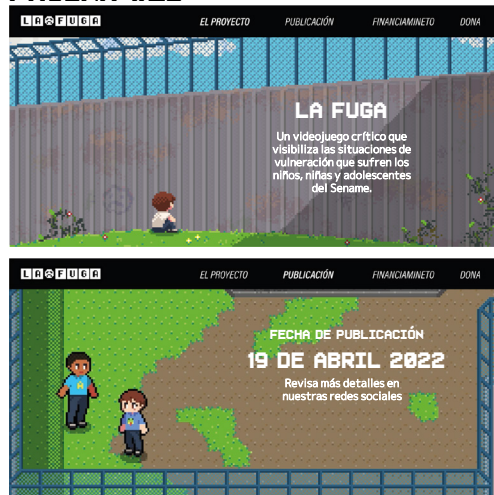 LA FUGA
EL PROYECTO PUBLICACIÓN FINANCIAMINETO DONA
LA FUGA
Un videojuego crítico que
visibiliza las situaciones de
vulneración que sufren los
niños, niñas y adolescentes
del Sename.
LA FUGA
EL PROYECTO PUBLICACIÓN FINANCIAMINETO DONA
FECHA DE PUBLICACIÓN
19 DE ABRIL 2022
Revisa más detalles en
nuestras redes sociales